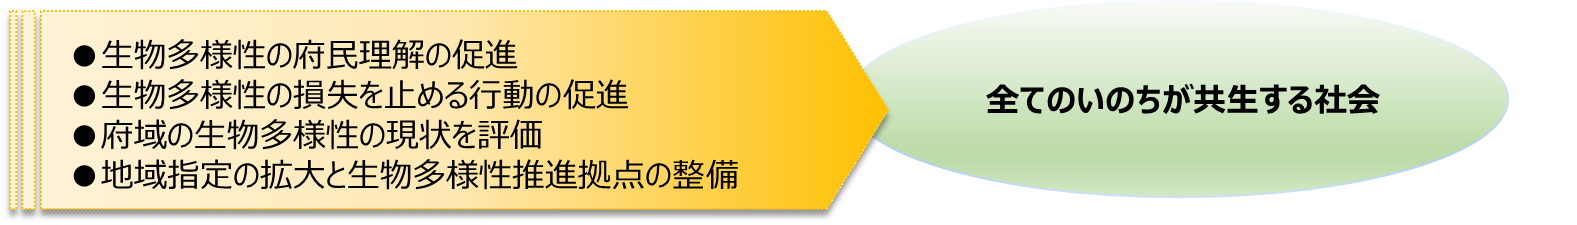 ●生物多様性の府民理解の促進
●生物多様性の損失を止める行動の促進
●府域の生物多様性の現状を評価
●地域指定の拡大と生物多様性推進拠点の整備
全てのいのちが共生する社会